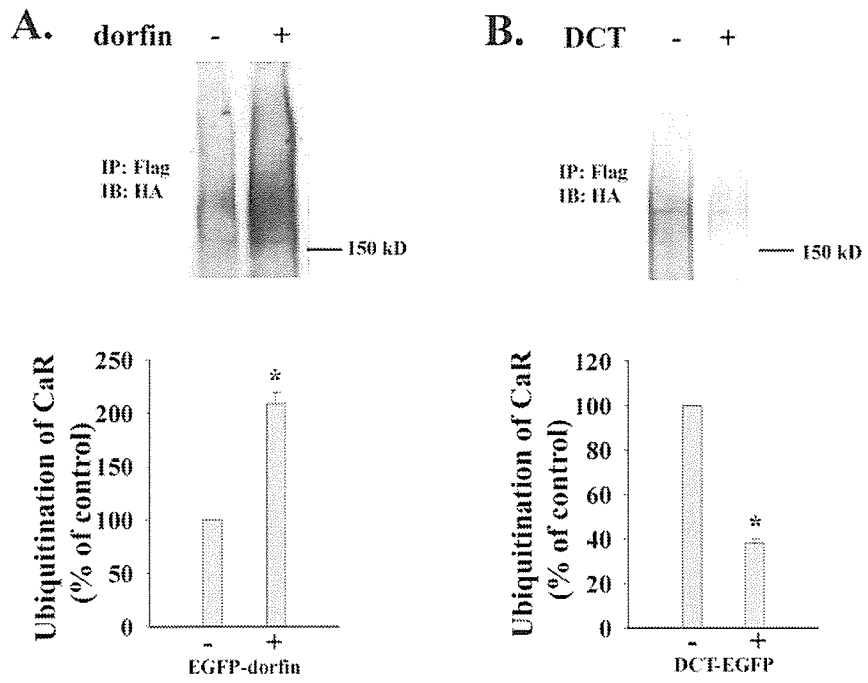 A. dorfin - +
IP: Flag
IB: HA
150 kD
Ubiquitination of CaR
(% of control)
250
200
150
100
50
0
*
- +
EGFP-dorfin
B. DCT - +
IP: Flag
IB: HA
150 kD
Ubiquitination of CaR
(% of control)
120
100
80
60
40
20
0
*
- +
DCT-EGFP